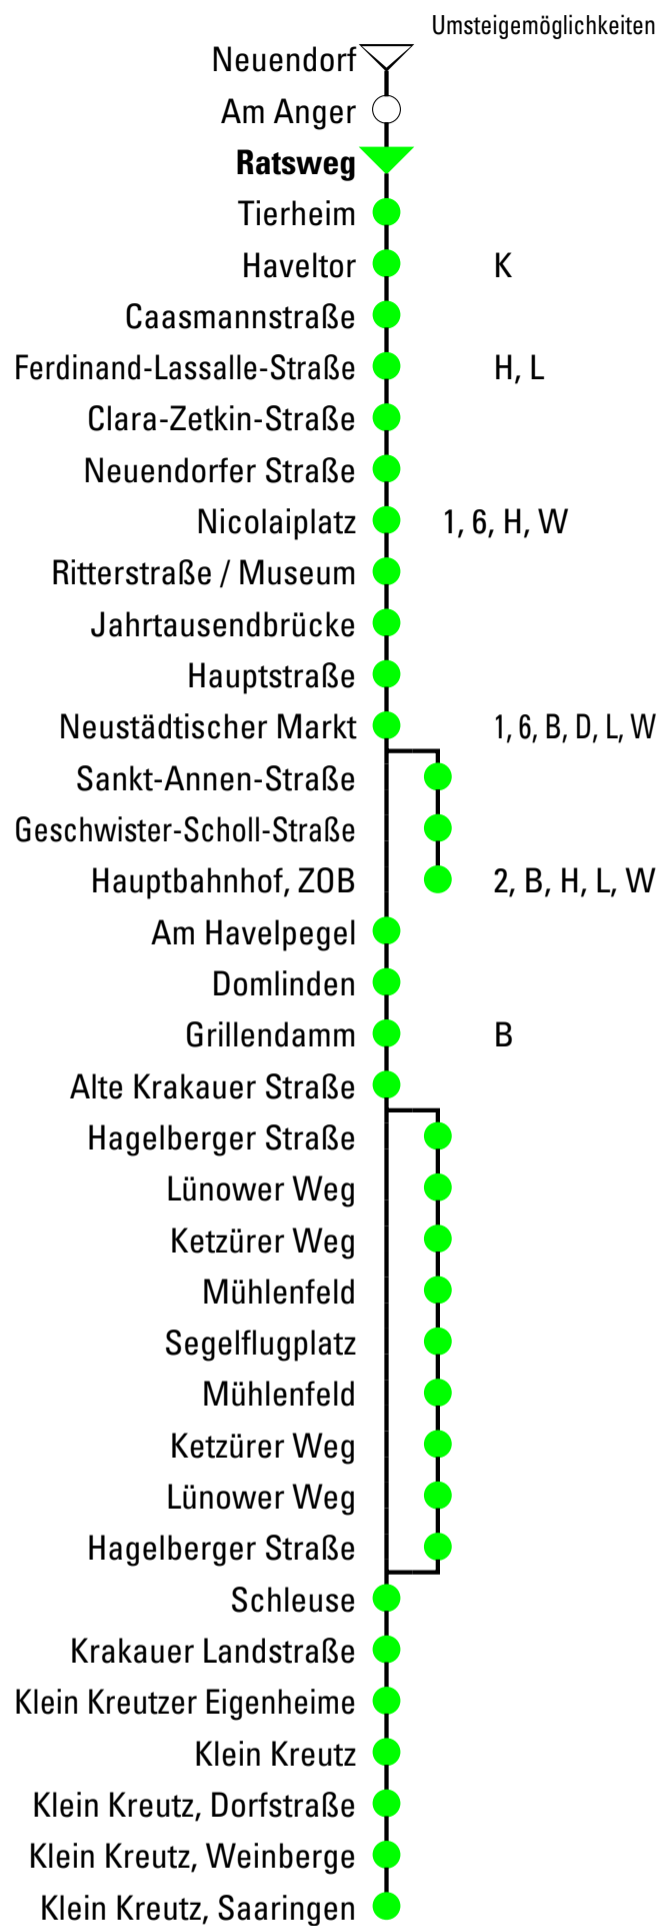 Umsteigemöglichkeiten
Neuendorf
Am Anger
Ratsweg
Tierheim
Haveltor K
Caasmannstraße
Ferdinand-Lassalle-Straße H, L
Clara-Zetkin-Straße
Neuendorfer Straße
Nicolaiplatz 1, 6, H, W
Ritterstraße / Museum
Jahrtausendbrücke
Hauptstraße
Neustädtischer Markt 1, 6, B, D, L, W
Sankt-Annen-Straße
Geschwister-Scholl-Straße
Hauptbahnhof, ZOB 2, B, H, L, W
Am Havelpegel
Domlinden
Grillendamm B
Alte Krakauer Straße
Hagelberger Straße
Lünower Weg
Ketzürer Weg
Mühlenfeld
Segelflugplatz
Mühlenfeld
Ketzürer Weg
Lünower Weg
Hagelberger Straße
Schleuse
Krakauer Landstraße
Klein Kreutzer Eigenheime
Klein Kreutz
Klein Kreutz, Dorfstraße
Klein Kreutz, Weinberge
Klein Kreutz, Saaringen